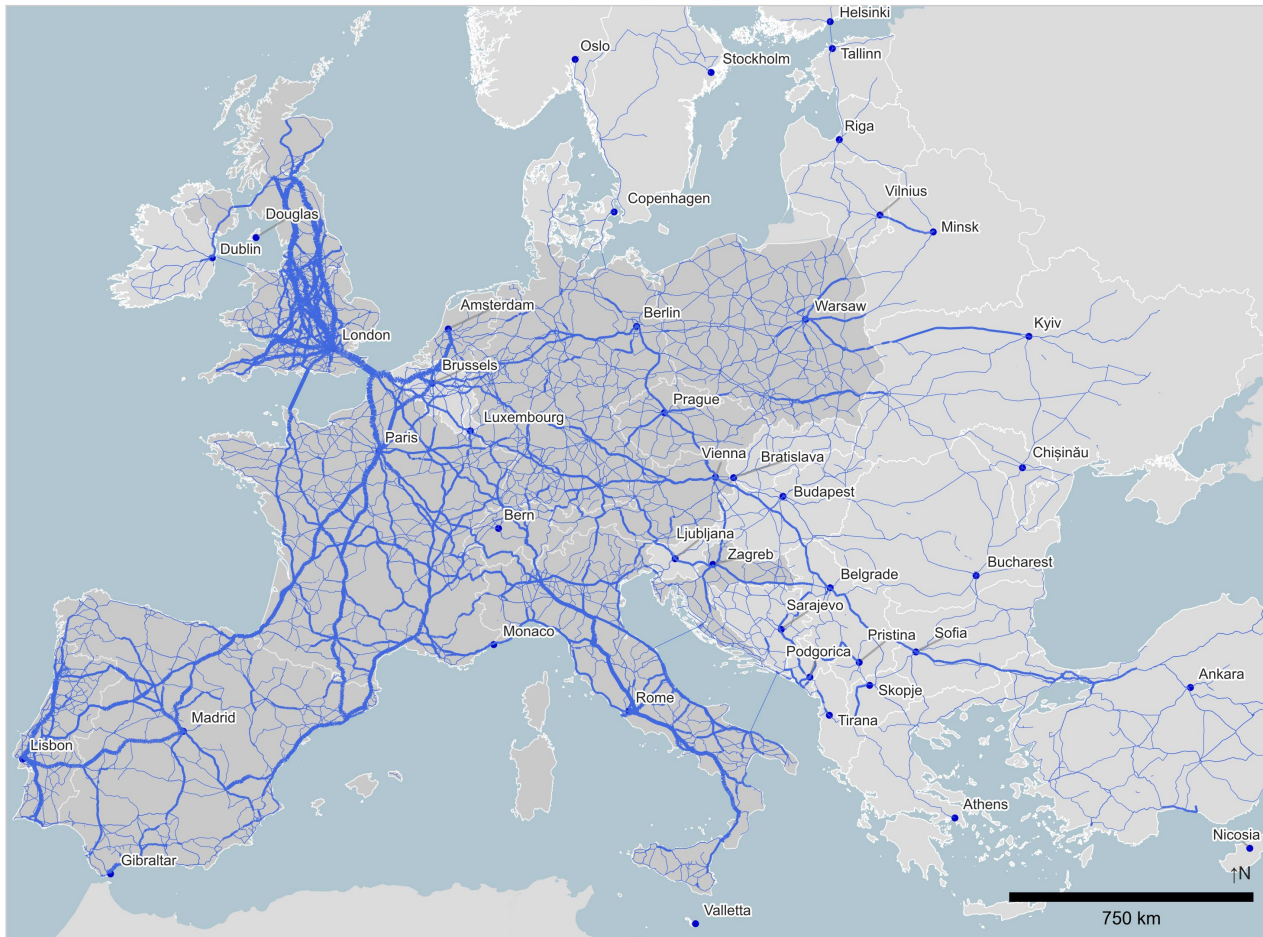 Helsinki
Oslo
Tallinn
Stockholm
Riga
Vilnius
Copenhagen
Douglas
Minsk
Dublin
Amsterdam
Berlin
Warsaw
Kyiv
London
Brussels
Prague
Luxembourg
Paris
Vienna
Bratislava
Chișinău
Budapest
Bern
Ljubljana
Zagreb
Belgrade
Bucharest
Sarajevo
Monaco
Pristina
Sofia
Podgorica
Ankara
Skopje
Rome
Madrid
Tirana
Lisbon
Athens
Nicosia
Gibraltar
↑N
Valletta
750 km